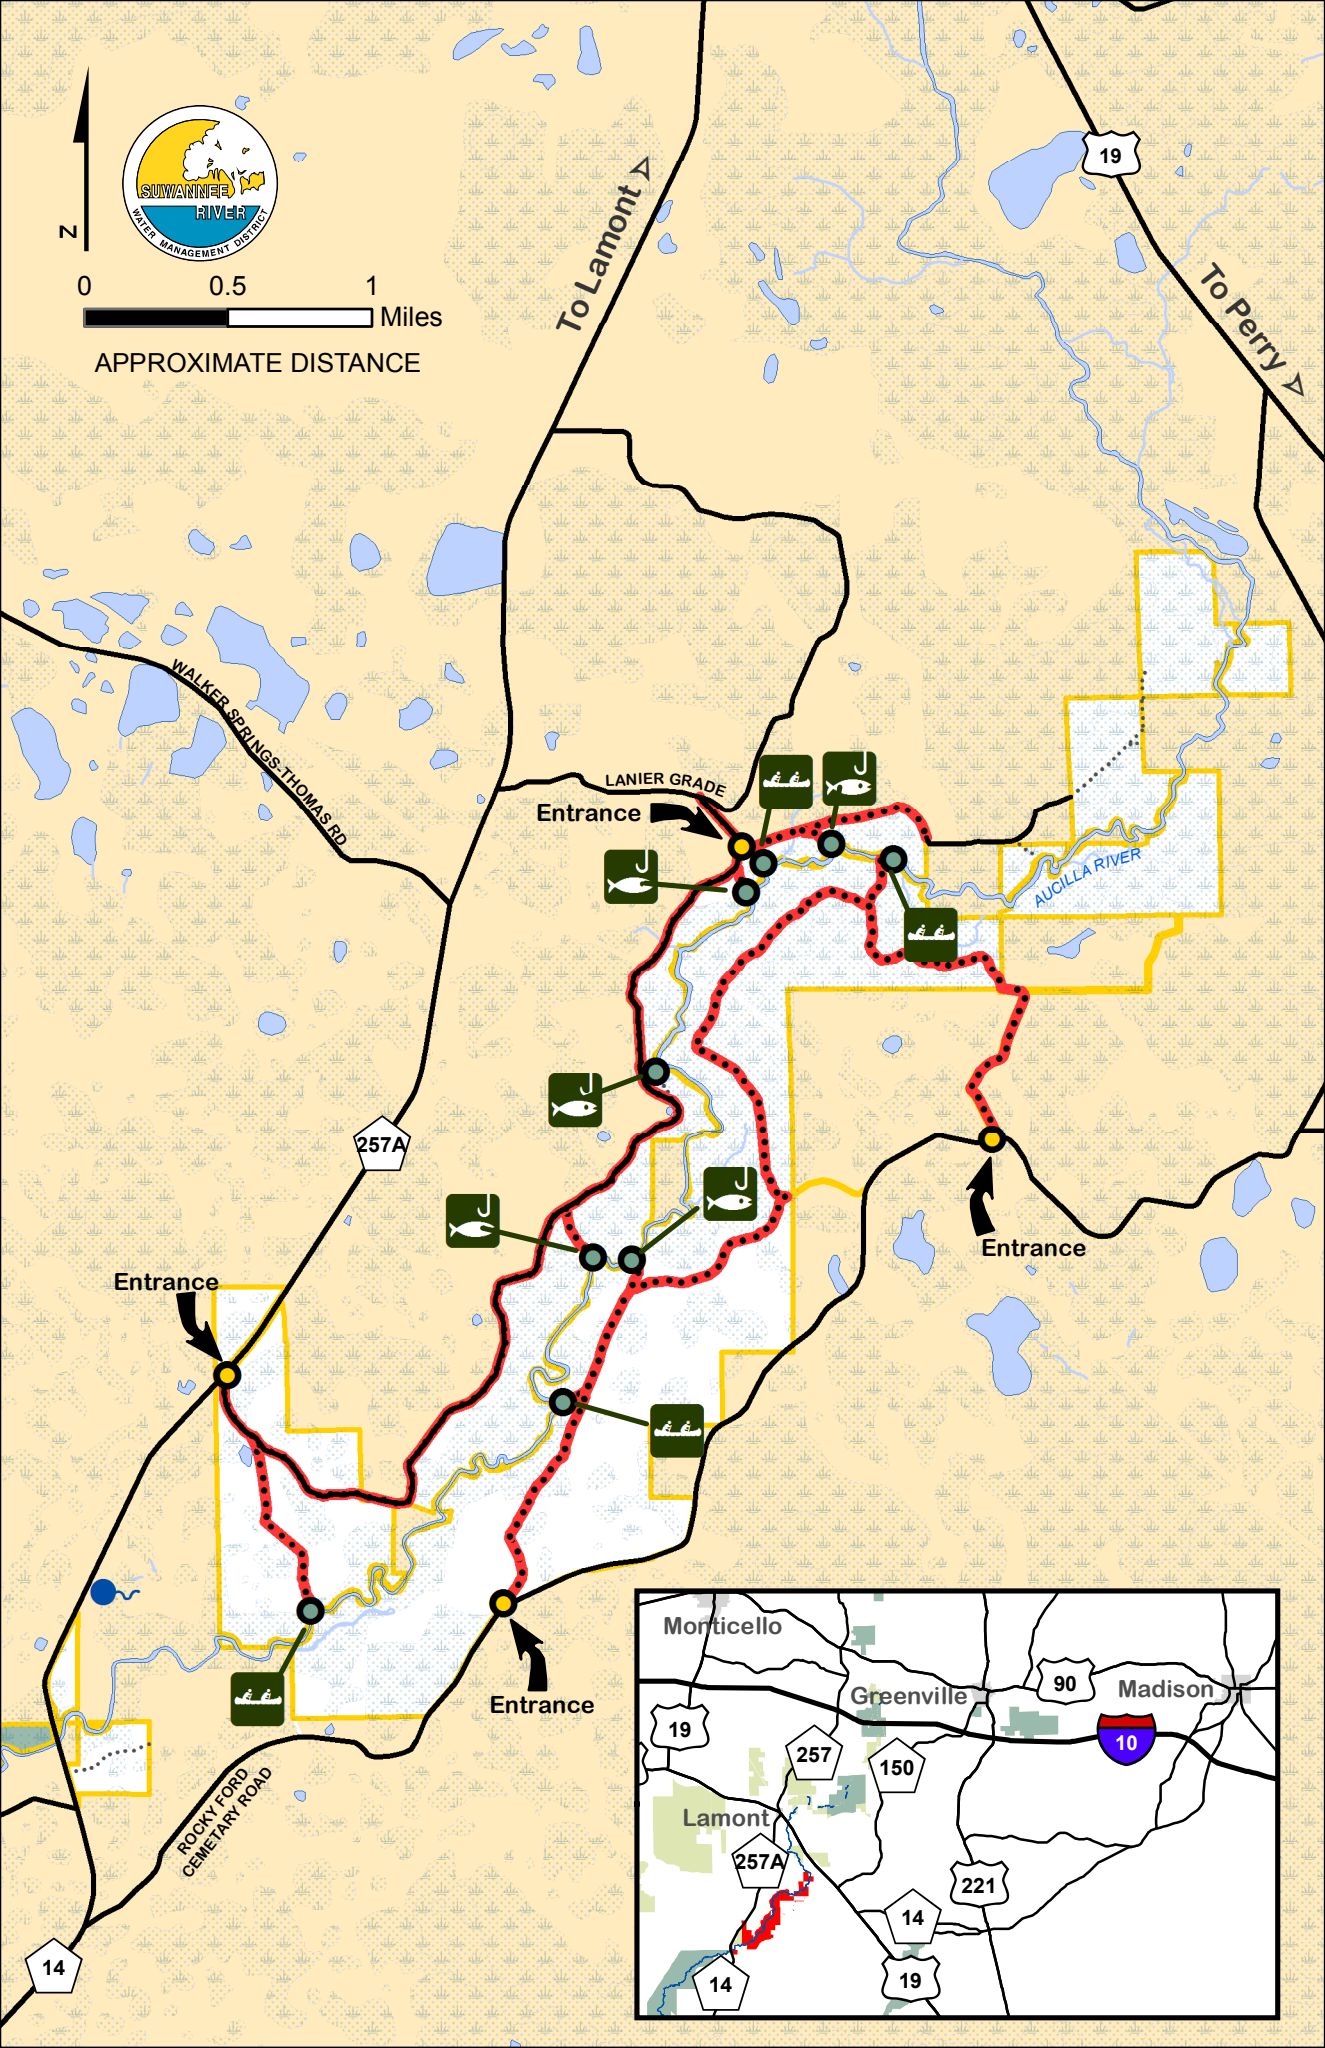 19
To Lamont
To Perry
N
SUWANNEE
RIVER
WATER MANAGEMENT DISTRICT
0 0.5 1
Miles
APPROXIMATE DISTANCE
WALKER SPRINGS-THOMAS RD
LANIER GRADE
Entrance
AUCILLA RIVER
257A
Entrance
Entrance
Entrance
ROCKY FORD
CEMETARY ROAD
14
Monticello
90
Madison
Greenville
19
10
257
150
Lamont
257A
221
14
19
14